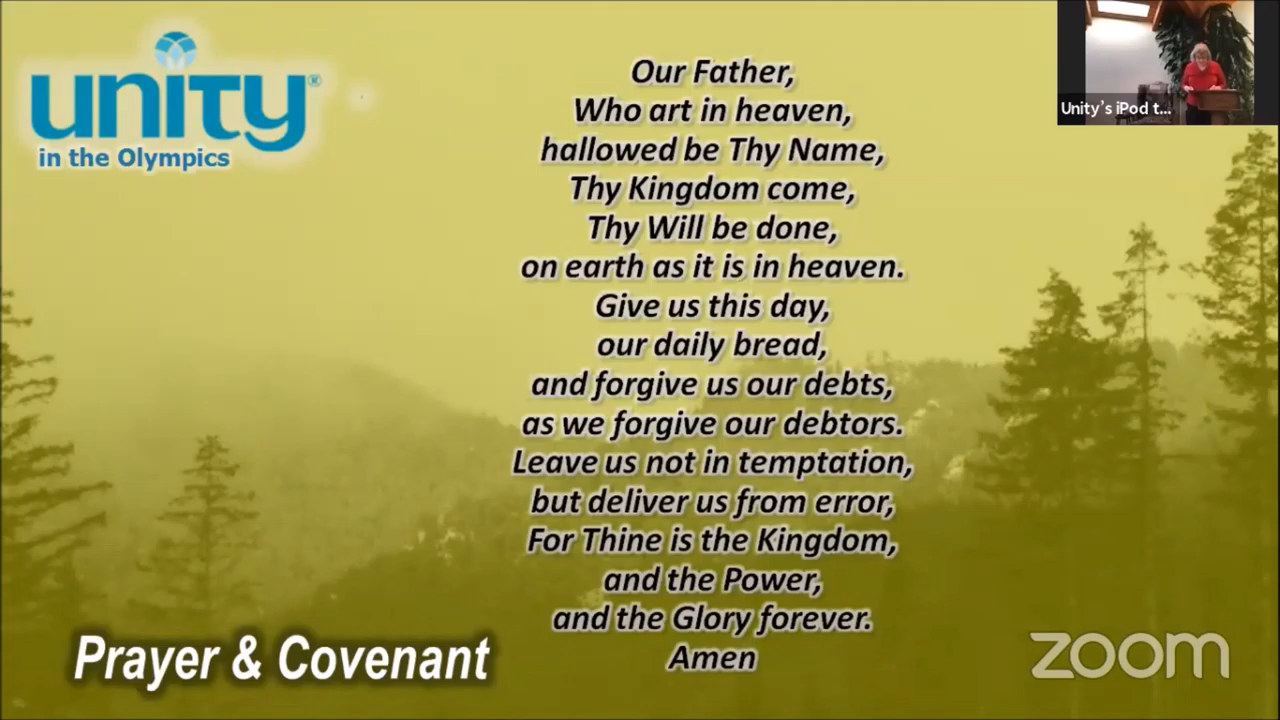 unity®
in the Olympics
Our Father,
Who art in heaven,
hallowed be Thy Name,
Thy Kingdom come,
Thy Will be done,
on earth as it is in heaven.
Give us this day,
our daily bread,
and forgive us our debts,
as we forgive our debtors.
Leave us not in temptation,
but deliver us from error,
For Thine is the Kingdom,
and the Power,
and the Glory forever.
Amen
Prayer & Covenant
Unity’s iPod t...
zoom